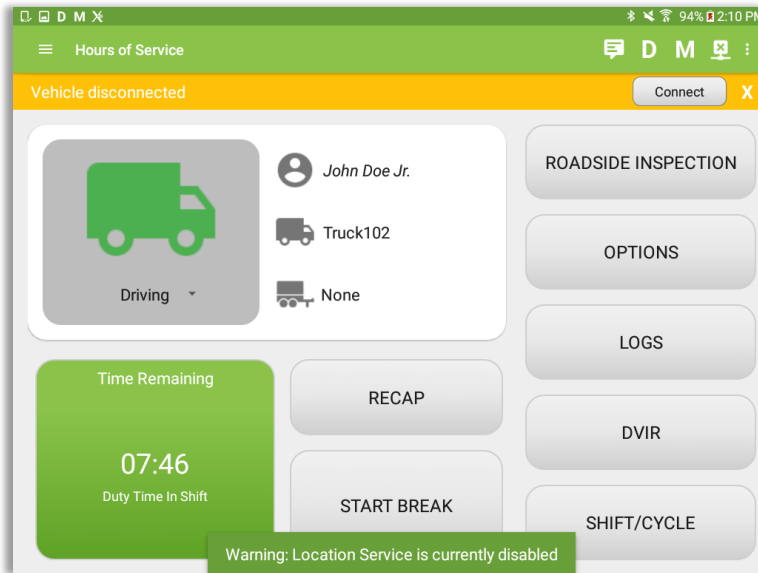 D M
94% 2:10 PM
Hours of Service
D M
Vehicle disconnected
Connect
X
John Doe Jr.
Truck102
None
Driving
ROADSIDE INSPECTION
OPTIONS
LOGS
DVIR
SHIFT/CYCLE
Time Remaining
07:46
Duty Time In Shift
RECAP
START BREAK
Warning: Location Service is currently disabled